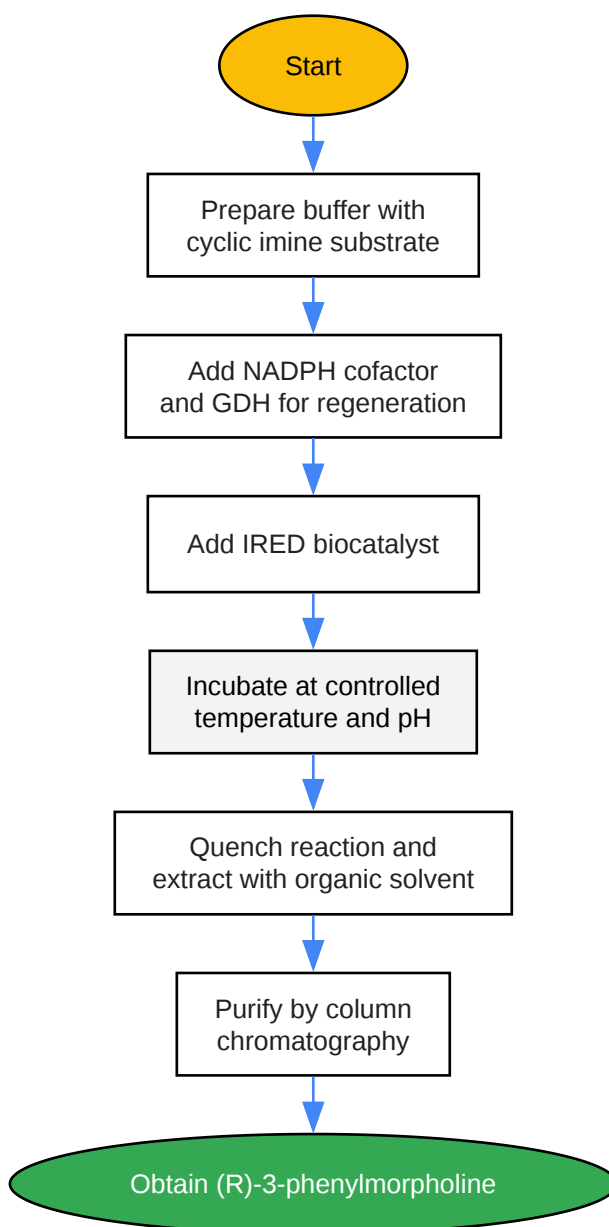 Start
Prepare buffer with
cyclic imine substrate
Add NADPH cofactor
and GDH for regeneration
Add IRED biocatalyst
Incubate at controlled
temperature and pH
Quench reaction and
extract with organic solvent
Purify by column
chromatography
Obtain (R)-3-phenylmorpholine